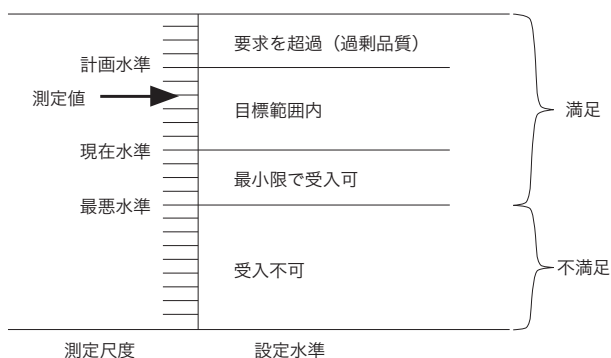 要求を超過（過剰品質）
計画水準
測定値
目標範囲内
満足
現在水準
最小限で受入可
最悪水準
受入不可
不満足
測定尺度
設定水準